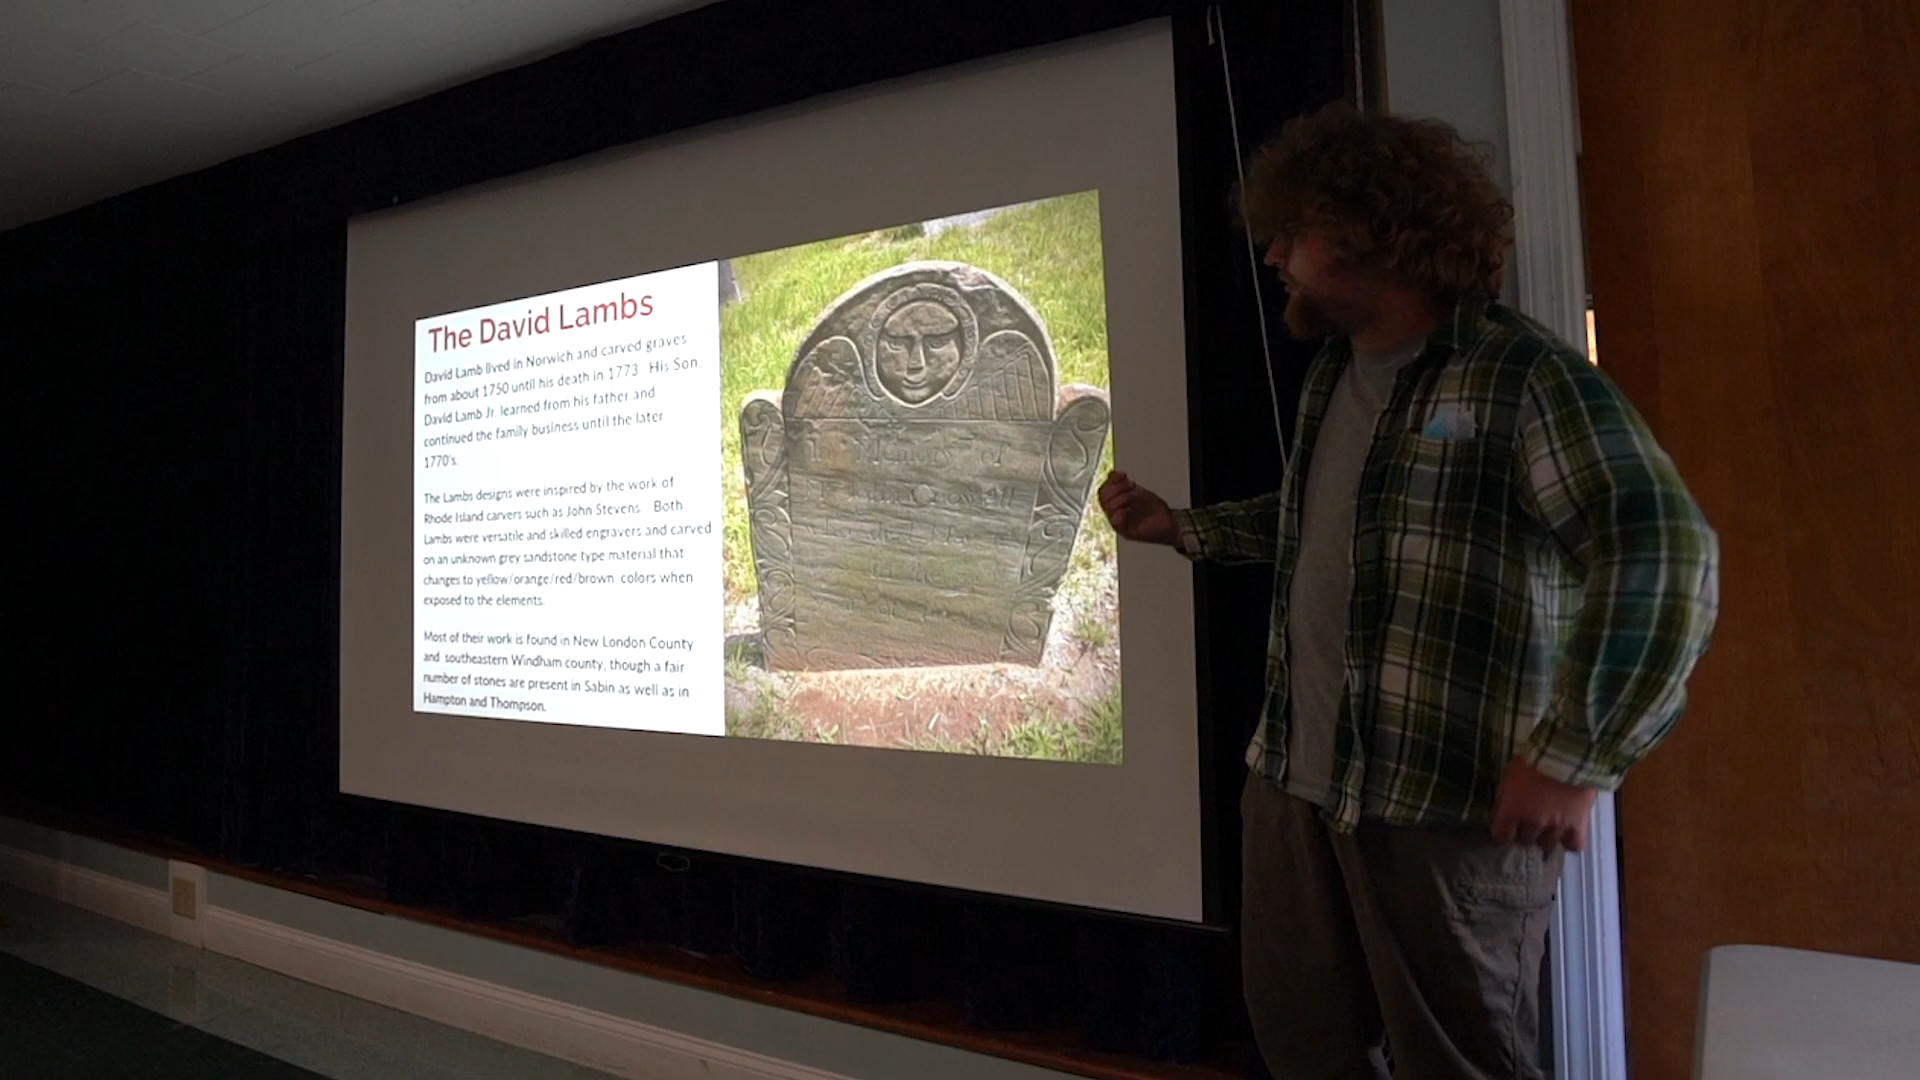 The David Lambs
David Lamb lived in Norwich and carved graves
from about 1750 until his death in 1773. His Son,
David Lamb Jr. learned from his father and
continued the family business until the later
1770's.
The Lambs designs were inspired by the work of
Rhode Island carvers such as John Stevens. Both
Lambs were versatile and skilled engravers and carved
on an unknown grey sandstone type material that
changes to yellow/orange/red/brown colors when
exposed to the elements.
Most of their work is found in New London County
and southeastern Windham county, though a fair
number of stones are present in Sabin as well as in
Hampton and Thompson.
In Memory of